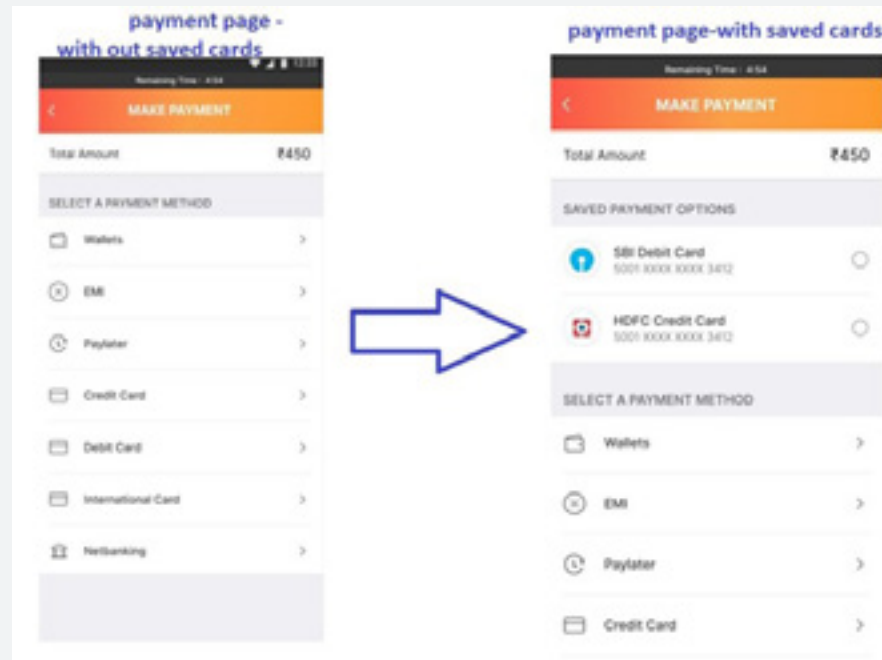 payment page -
with out saved cards
12:33
Remaining Time : 4:54
MAKE PAYMENT
Total Amount ₹450
SELECT A PAYMENT METHOD
Wallets
EMI
Paylater
Credit Card
Debit Card
International Card
Netbanking
payment page-with saved cards
Remaining Time : 4:54
MAKE PAYMENT
Total Amount ₹450
SAVED PAYMENT OPTIONS
SBI Debit Card
5001 XXXX XXXX 3412
HDFC Credit Card
5001 XXXX XXXX 3412
SELECT A PAYMENT METHOD
Wallets
EMI
Paylater
Credit Card